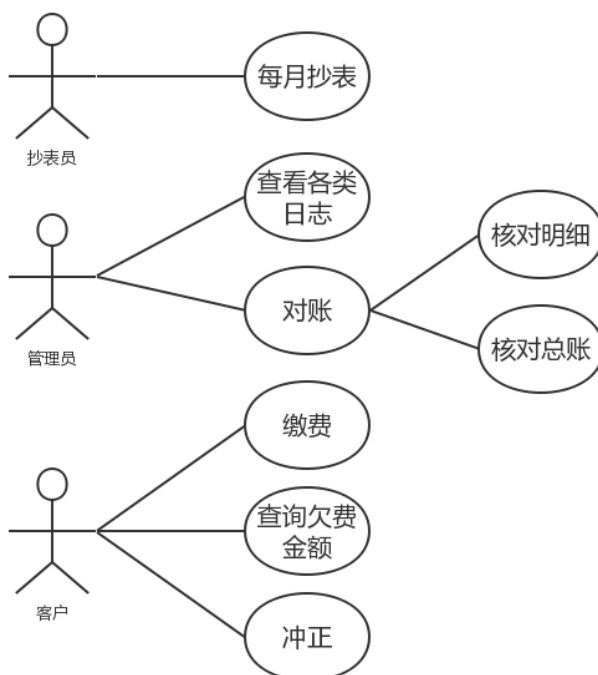 每月抄表
抄表员
查看各类
日志
核对明细
对账
管理员
核对总账
缴费
查询欠费
金额
客户
冲正